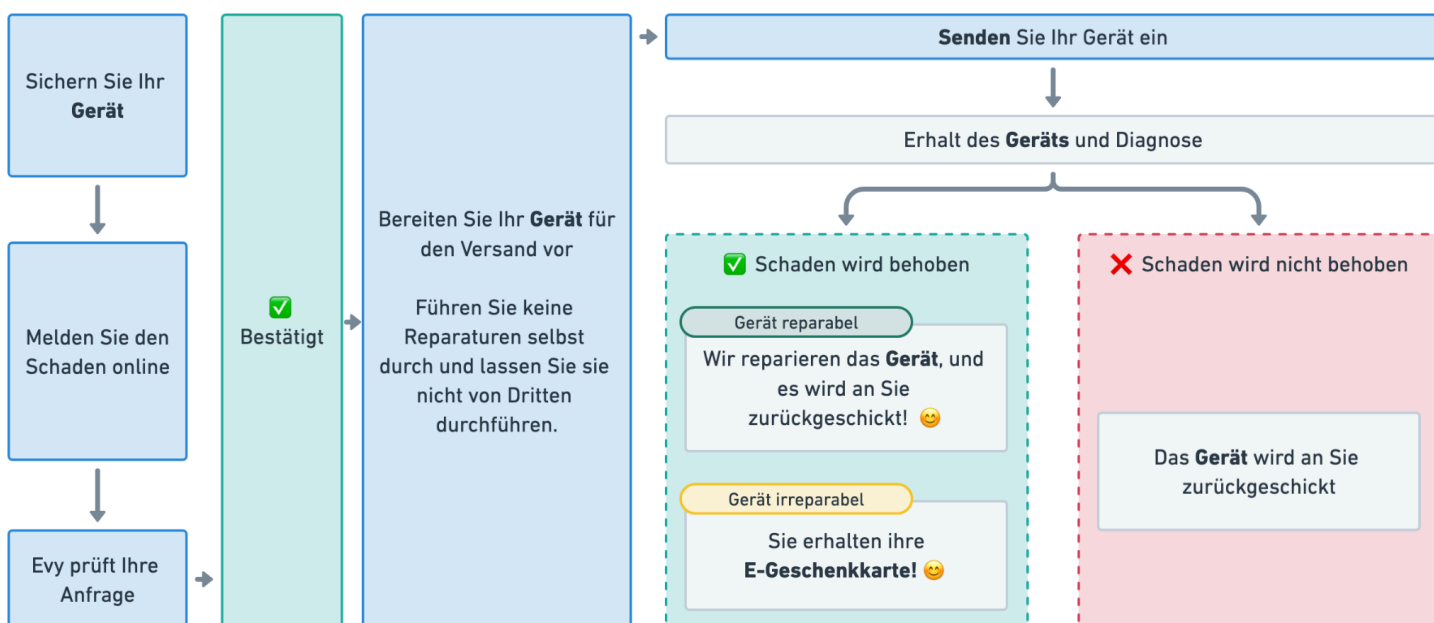 Sichern Sie Ihr
Gerät
Melden Sie den
Schaden online
Evy prüft Ihre
Anfrage
Bestätigt
Bereiten Sie Ihr Gerät für
den Versand vor
Führen Sie keine
Reparaturen selbst
durch und lassen Sie sie
nicht von Dritten
durchführen.
Senden Sie Ihr Gerät ein
Erhalt des Geräts und Diagnose
Schaden wird behoben
Gerät reparabel
Wir reparieren das Gerät, und
es wird an Sie
zurückgeschickt! 😊
Gerät irreparabel
Sie erhalten ihre
E-Geschenkkarte! 😊
Schaden wird nicht behoben
Das Gerät wird an Sie
zurückgeschickt